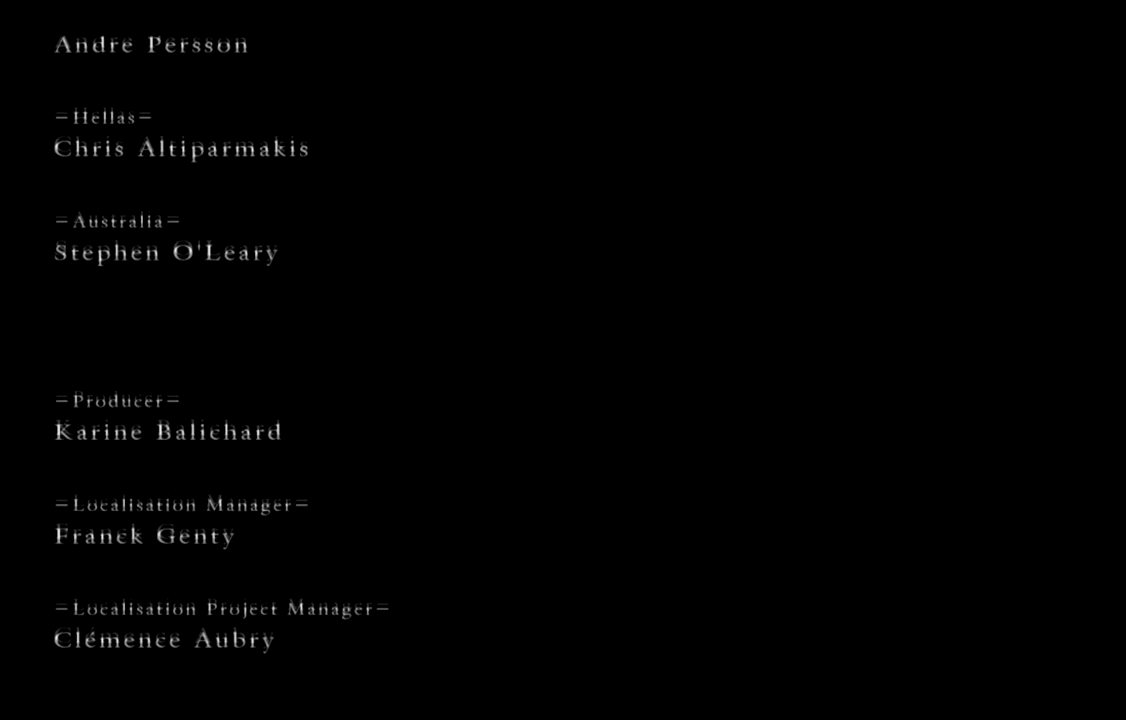 Andre Persson
-Hellas-
Chris Altiparmakis
-Australia-
Stephen O'Leary
-Producer-
Karine Balichard
-Localisation Manager-
Franck Genty
-Localisation Project Manager-
Clémence Aubry